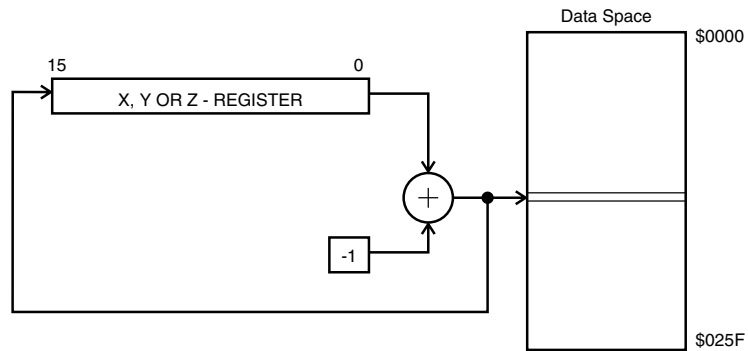 Data Space
$0000
15 0
X, Y OR Z - REGISTER
+
-1
$025F